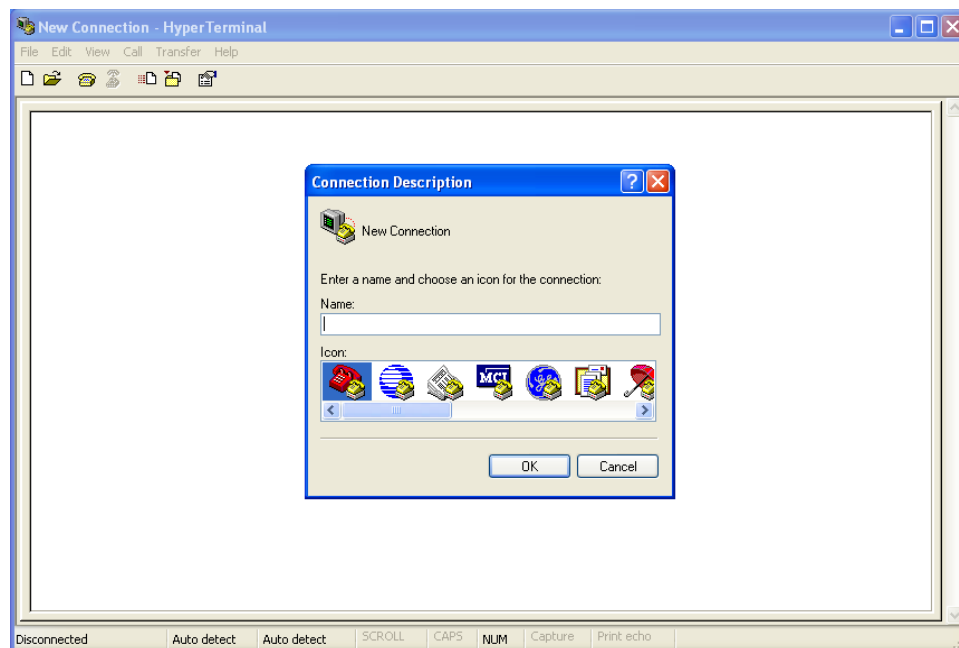 New Connection - HyperTerminal
File Edit View Call Transfer Help
Connection Description
New Connection
Enter a name and choose an icon for the connection:
Name:
Icon:
MCI
OK Cancel
Disconnected Auto detect Auto detect SCROLL CAPS NUM Capture Print echo